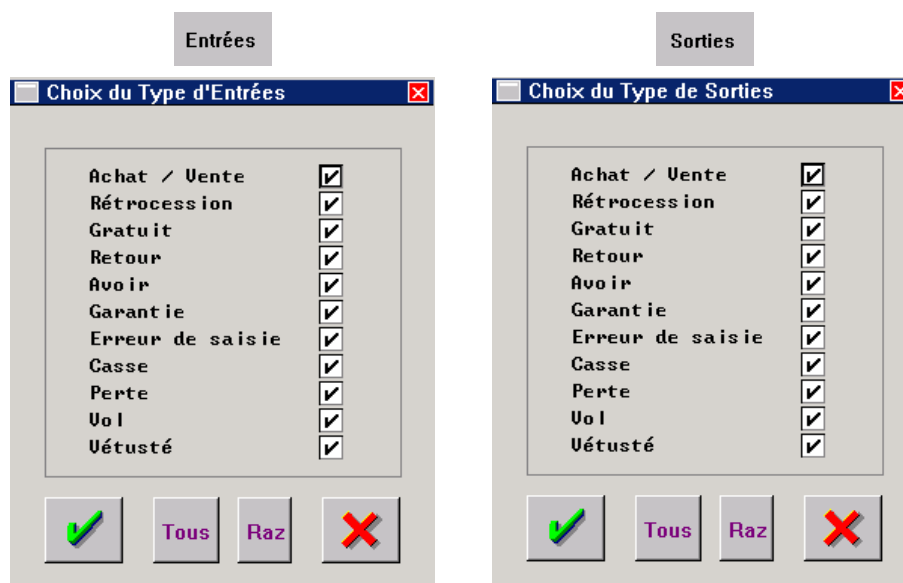 Entrées
Choix du Type d'Entrées
Achat / Vente
Rétrocession
Gratuit
Retour
Avoir
Garantie
Erreur de saisie
Casse
Perte
Vol
Vétusté
Tous
Raz
Sorties
Choix du Type de Sorties
Achat / Vente
Rétrocession
Gratuit
Retour
Avoir
Garantie
Erreur de saisie
Casse
Perte
Vol
Vétusté
Tous
Raz